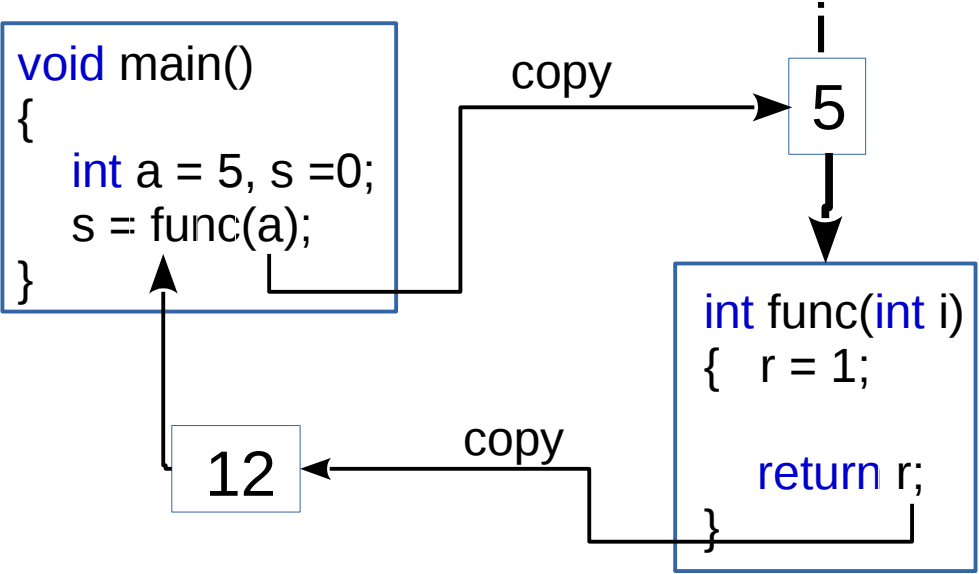 void main()
{
int a = 5, s =0;
s = func(a);
}
copy
i
5
int func(int i)
{ r = 1;
return r;
}
copy
12